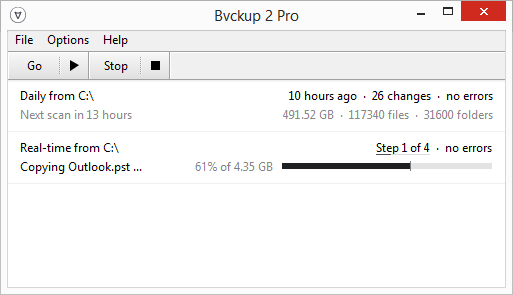 Bvckup 2 Pro
File Options Help
Go Stop
Daily from C:\ 10 hours ago · 26 changes · no errors
Next scan in 13 hours 491.52 GB · 117340 files · 31600 folders
Real-time from C:\ Step 1 of 4 · no errors
Copying Outlook.pst ... 61% of 4.35 GB